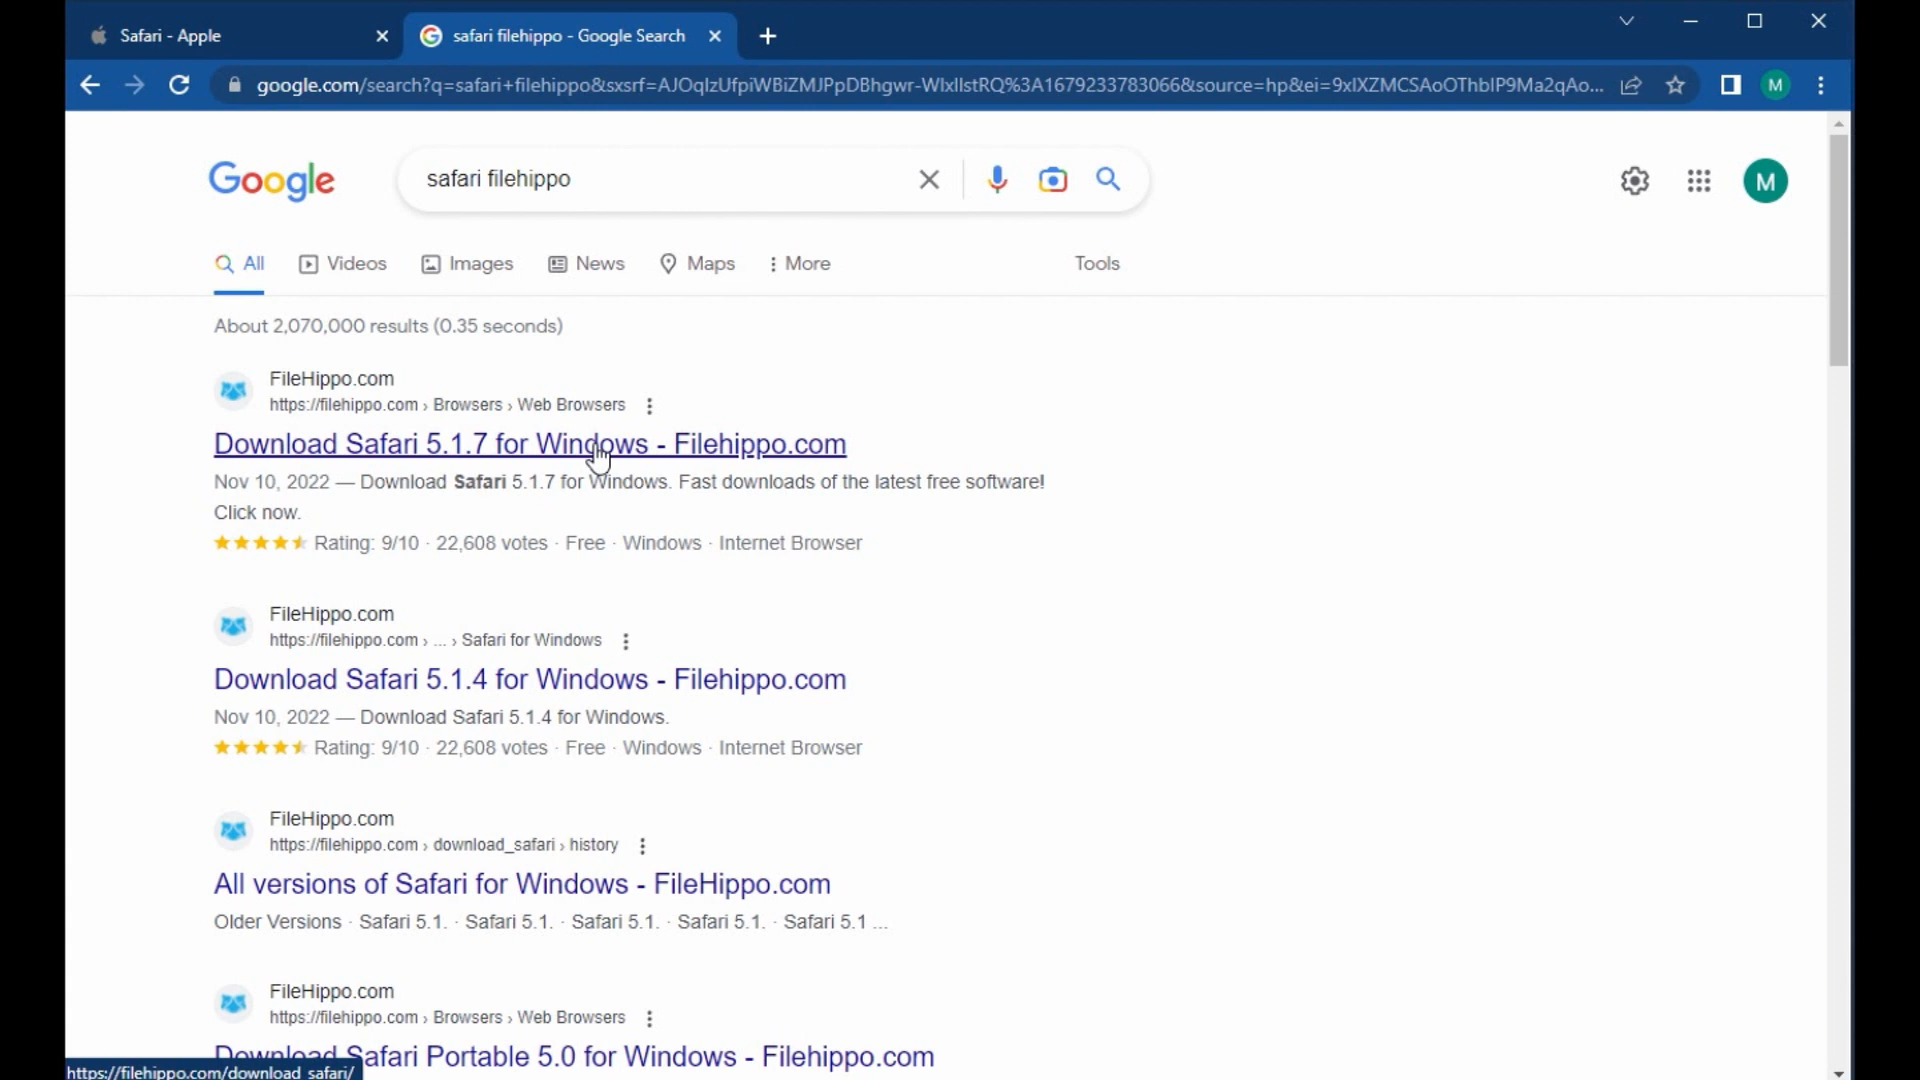 Safari - Apple
safari filehippo - Google Search
google.com/search?q=safari+filehippo&sxsrf=AJOqlzUfpiWBiZMJPpDBhgwr-WlxllstRQ%3A1679233783066&source=hp&ei=9xlXZMCSAoOThbIP9Ma2qAo...
M
Google
safari filehippo
M
All
Videos
Images
News
Maps
More
Tools
About 2,070,000 results (0.35 seconds)
FileHippo.com
https://filehippo.com › Browsers › Web Browsers
Download Safari 5.1.7 for Windows - Filehippo.com
Nov 10, 2022 — Download Safari 5.1.7 for Windows. Fast downloads of the latest free software!
Click now.
Rating: 9/10 · 22,608 votes · Free · Windows · Internet Browser
FileHippo.com
https://filehippo.com › ... › Safari for Windows
Download Safari 5.1.4 for Windows - Filehippo.com
Nov 10, 2022 — Download Safari 5.1.4 for Windows.
Rating: 9/10 · 22,608 votes · Free · Windows · Internet Browser
FileHippo.com
https://filehippo.com › download_safari › history
All versions of Safari for Windows - FileHippo.com
Older Versions · Safari 5.1. · Safari 5.1. · Safari 5.1. · Safari 5.1. · Safari 5.1 ...
FileHippo.com
https://filehippo.com › Browsers › Web Browsers
Download Safari Portable 5.0 for Windows - Filehippo.com
https://filehippo.com/download_safari/